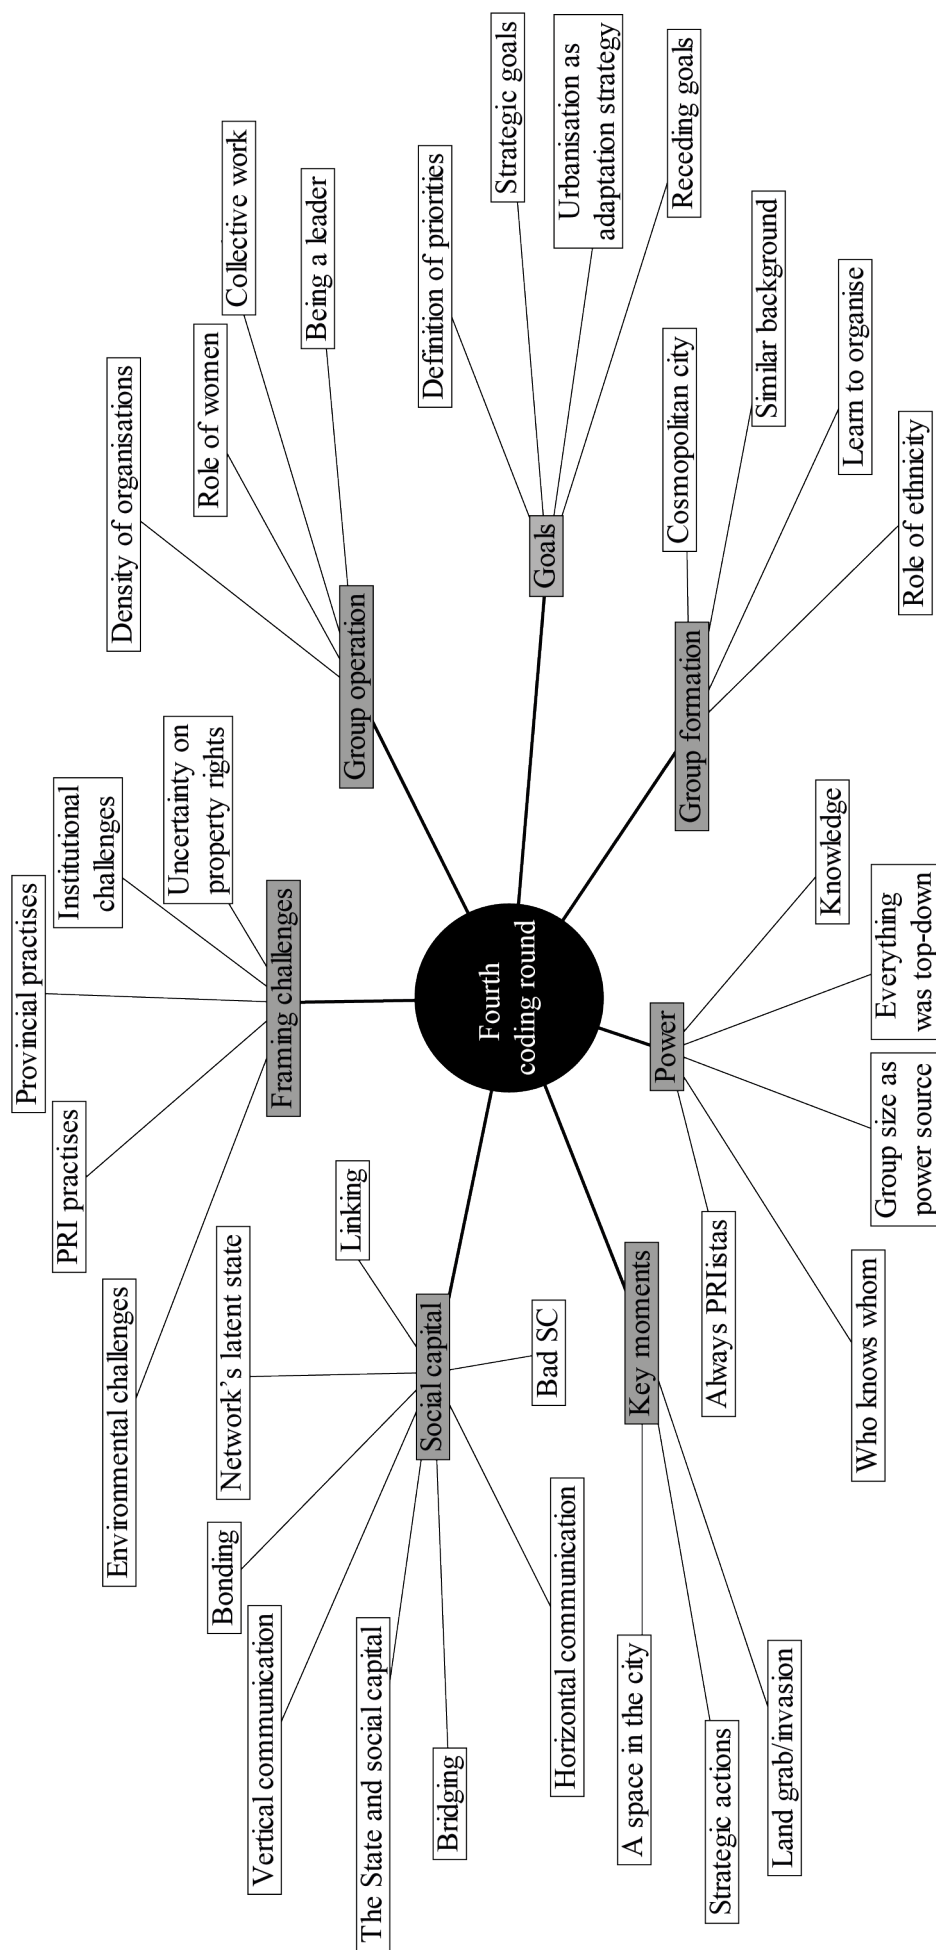 Fourth
coding round
Framing challenges
Environmental challenges
PRI practises
Provincial practises
Institutional
challenges
Uncertainty on
property rights
Group operation
Density of organisations
Role of women
Collective work
Being a leader
Goals
Definition of priorities
Strategic goals
Urbanisation as
adaptation strategy
Receding goals
Group formation
Cosmopolitan city
Similar background
Learn to organise
Role of ethnicity
Power
Knowledge
Everything
was top-down
Group size as
power source
Who knows whom
Always PRIistas
Key moments
A space in the city
Strategic actions
Land grab/invasion
Social capital
Linking
Network's latent state
Bonding
Vertical communication
The State and social capital
Bridging
Horizontal communication
Bad SC